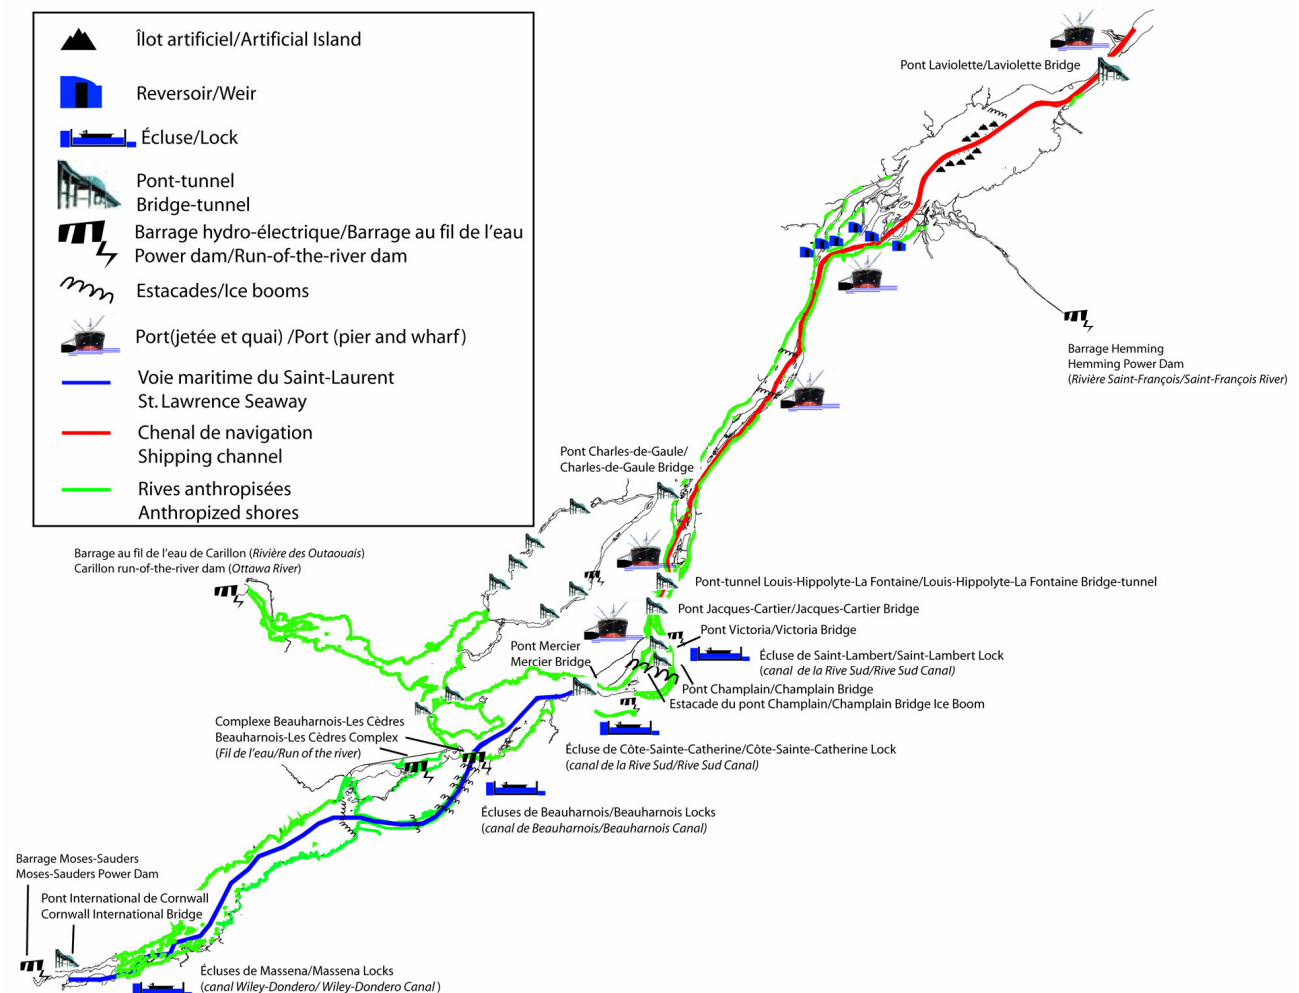 Îlot artificiel/Artificial Island
Reversoir/Weir
Écluse/Lock
Pont-tunnel
Bridge-tunnel
Barrage hydro-électrique/Barrage au fil de l'eau
Power dam/Run-of-the-river dam
Estacades/Ice booms
Port(jetée et quai) /Port (pier and wharf)
Voie maritime du Saint-Laurent
St. Lawrence Seaway
Chenal de navigation
Shipping channel
Rives anthropisées
Anthropized shores
Pont Laviolette/Laviolette Bridge
Barrage Hemming
Hemming Power Dam
(Rivière Saint-François/Saint-François River)
Pont Charles-de-Gaule/
Charles-de-Gaule Bridge
Barrage au fil de l'eau de Carillon (Rivière des Outaouais)
Carillon run-of-the-river dam (Ottawa River)
Pont-tunnel Louis-Hippolyte-La Fontaine/Louis-Hippolyte-La Fontaine Bridge-tunnel
Pont Jacques-Cartier/Jacques-Cartier Bridge
Pont Victoria/Victoria Bridge
Pont Mercier
Mercier Bridge
Écluse de Saint-Lambert/Saint-Lambert Lock
(canal de la Rive Sud/Rive Sud Canal)
Pont Champlain/Champlain Bridge
Estacade du pont Champlain/Champlain Bridge Ice Boom
Complexe Beauharnois-Les Cèdres
Beauharnois-Les Cèdres Complex
(Fil de l'eau/Run of the river)
Écluse de Côte-Sainte-Catherine/Côte-Sainte-Catherine Lock
(canal de la Rive Sud/Rive Sud Canal)
Écluses de Beauharnois/Beauharnois Locks
(canal de Beauharnois/Beauharnois Canal)
Barrage Moses-Sauders
Moses-Sauders Power Dam
Pont International de Cornwall
Cornwall International Bridge
Écluses de Massena/Massena Locks
(canal Wiley-Dondero/ Wiley-Dondero Canal )